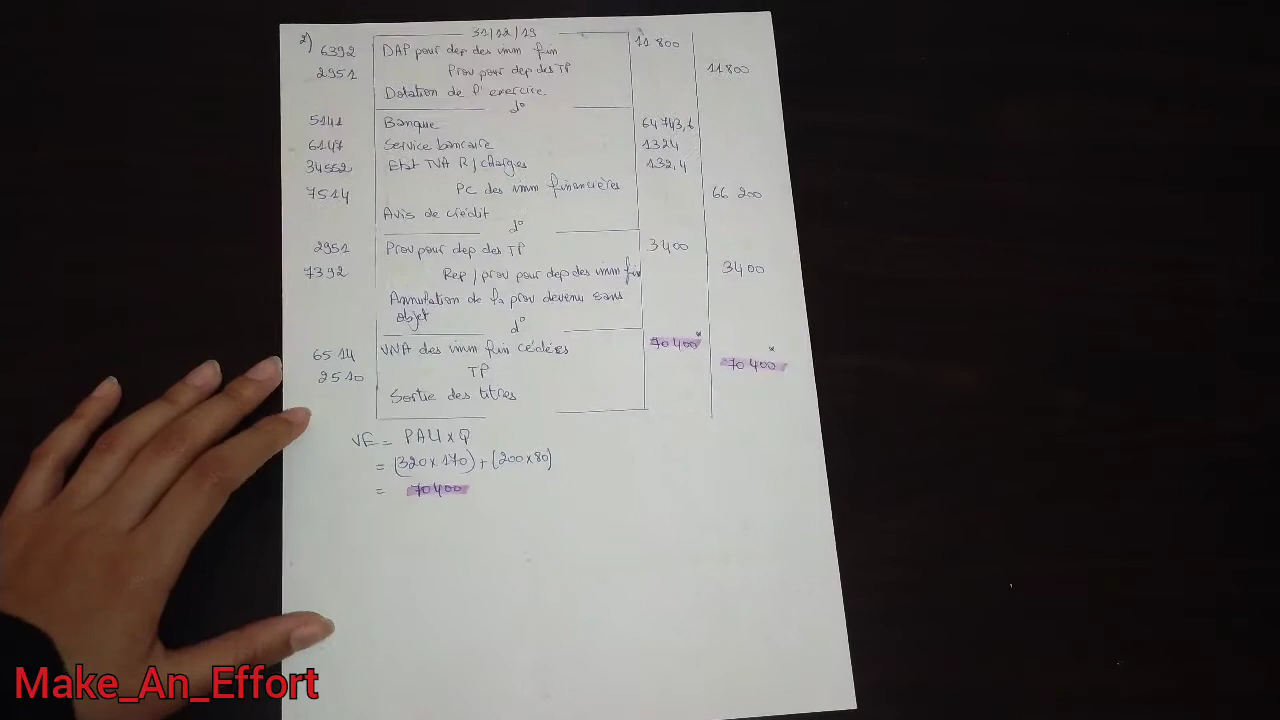 2)
31/12/19
6392 DAP pour dep des imm fin 11 800
2951 Prov pour dep des TP 11800
Dotation de l'exercice
d°
5141 Banque 64 743,6
6147 Service bancaire 1324
34552 Etat TVA R/charges 132,4
7514 PC des imm financières 66 200
Avis de crédit
d°
2951 Prov pour dep des TP 3400
7392 Rep/prov pour dep des imm fin 3400
Annulation de la prov devenu sans
objet
d°
6514 VNA des imm fin cédées 70 400*
2510 TP 70 400*
Sortie des titres
VE = PAU x Q
= (320 x 170) + (200 x 80)
= 70400
Make_An_Effort